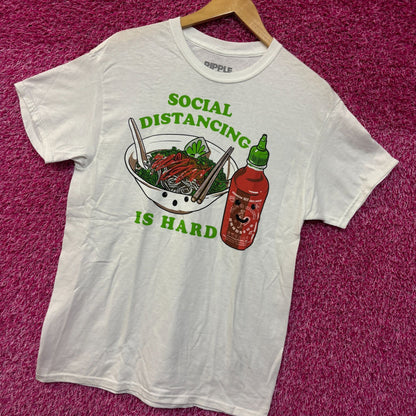 RIPPLE
SOCIAL
DISTANCING
IS HARD